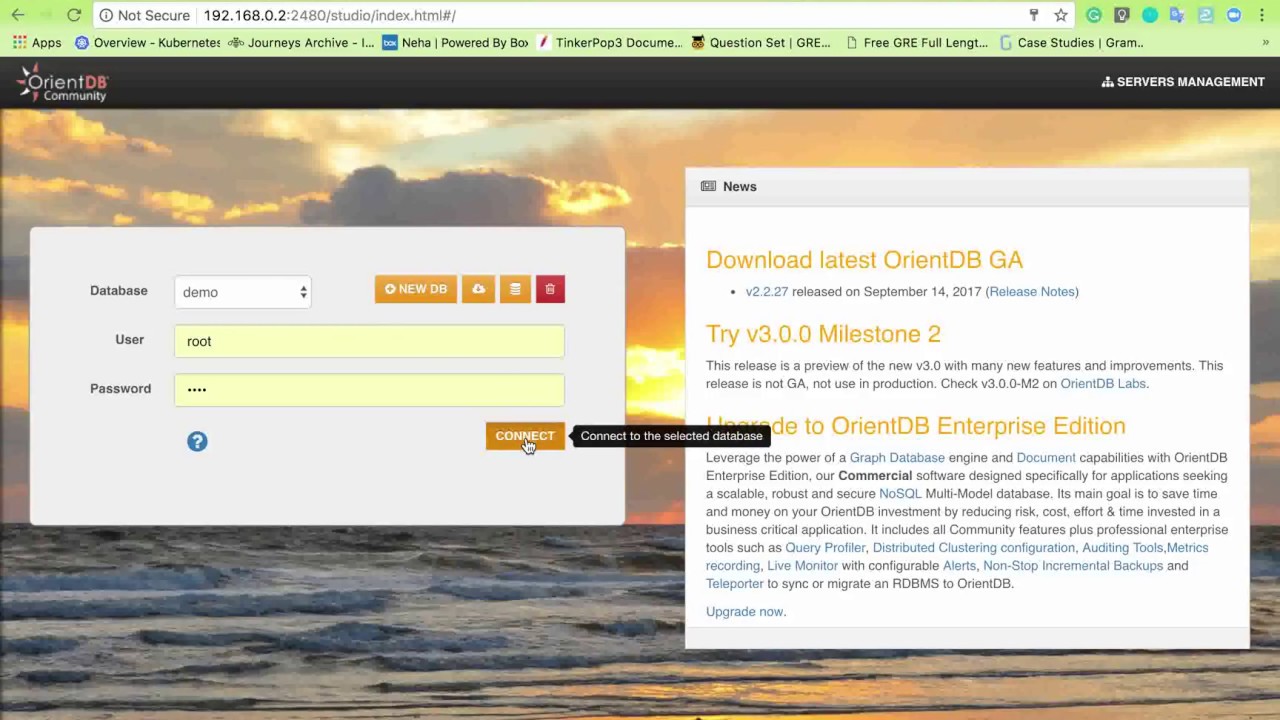 Not Secure 192.168.0.2:2480/studio/index.html#/
Apps Overview - Kubernetes Journeys Archive - I... Neha | Powered By Box TinkerPop3 Docume... Question Set | GRE... Free GRE Full Lengt... Case Studies | Gram.. »
OrientDB
Community
SERVERS MANAGEMENT
Database
demo
NEW DB
User
root
Password
••••
?
CONNECT
Connect to the selected database
News
Download latest OrientDB GA
• v2.2.27 released on September 14, 2017 (Release Notes)
Try v3.0.0 Milestone 2
This release is a preview of the new v3.0 with many new features and improvements. This
release is not GA, not use in production. Check v3.0.0-M2 on OrientDB Labs.
Upgrade to OrientDB Enterprise Edition
Leverage the power of a Graph Database engine and Document capabilities with OrientDB
Enterprise Edition, our Commercial software designed specifically for applications seeking
a scalable, robust and secure NoSQL Multi-Model database. Its main goal is to save time
and money on your OrientDB investment by reducing risk, cost, effort & time invested in a
business critical application. It includes all Community features plus professional enterprise
tools such as Query Profiler, Distributed Clustering configuration, Auditing Tools,Metrics
recording, Live Monitor with configurable Alerts, Non-Stop Incremental Backups and
Teleporter to sync or migrate an RDBMS to OrientDB.
Upgrade now.